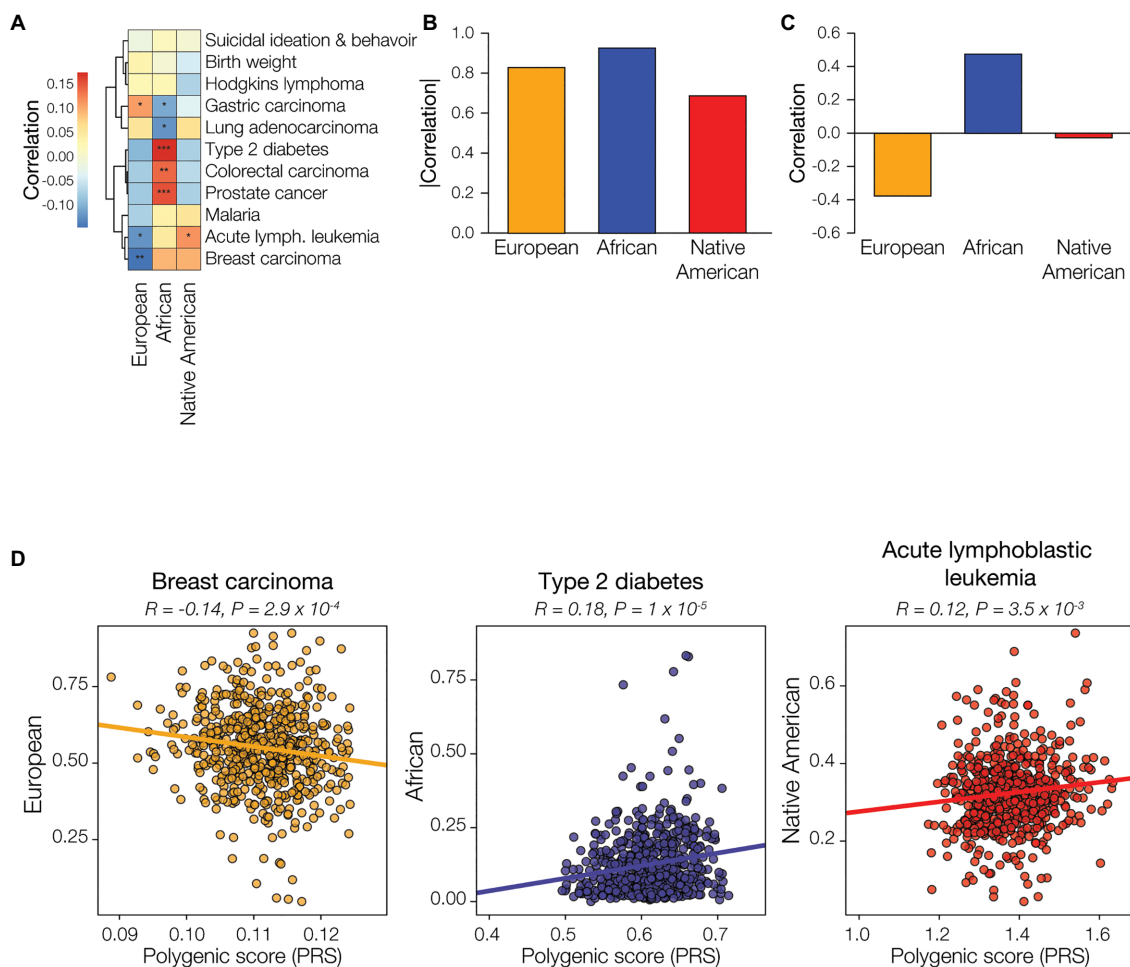 A
Correlation
0.15
0.10
0.05
0.00
-0.05
-0.10
Suicidal ideation & behavoir
Birth weight
Hodgkins lymphoma
* * Gastric carcinoma
* Lung adenocarcinoma
*** Type 2 diabetes
** Colorectal carcinoma
*** Prostate cancer
Malaria
* * Acute lymph. leukemia
** Breast carcinoma
European
African
Native American
B
|Correlation|
1.0
0.8
0.6
0.4
0.2
0.0
European African Native
American
C
Correlation
0.6
0.4
0.2
0.0
-0.2
-0.4
-0.6
European African Native
American
D
Breast carcinoma
R = -0.14, P = 2.9 x 10-4
European
0.75
0.50
0.25
0.09 0.10 0.11 0.12
Polygenic score (PRS)
Type 2 diabetes
R = 0.18, P = 1 x 10-5
African
0.75
0.50
0.25
0.00
0.4 0.5 0.6 0.7
Polygenic score (PRS)
Acute lymphoblastic
leukemia
R = 0.12, P = 3.5 x 10-3
Native American
0.6
0.4
0.2
1.0 1.2 1.4 1.6
Polygenic score (PRS)